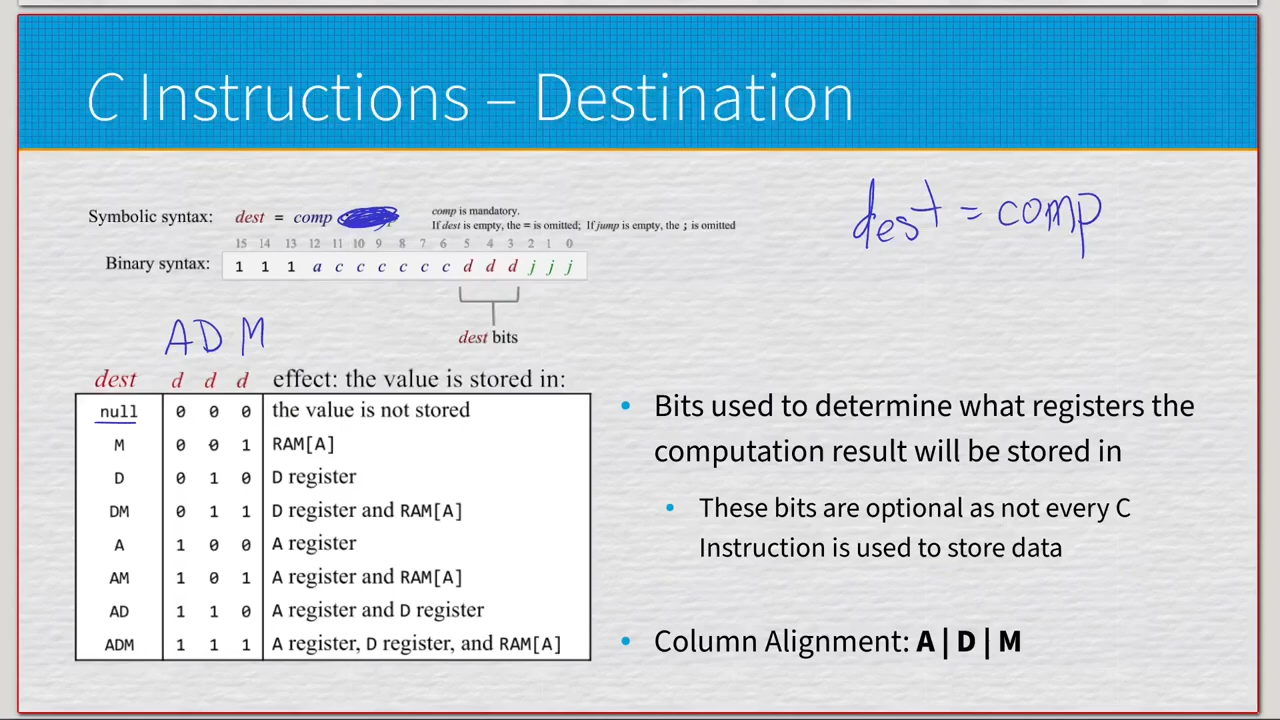 C Instructions – Destination
Symbolic syntax: dest = comp
comp is mandatory.
If dest is empty, the = is omitted; If jump is empty, the ; is omitted
dest = comp
15 14 13 12 11 10 9 8 7 6 5 4 3 2 1 0
Binary syntax: 1 1 1 a c c c c c c d d d j j j
dest bits
A D M
dest d d d effect: the value is stored in:
null 0 0 0 the value is not stored
M 0 0 1 RAM[A]
D 0 1 0 D register
DM 0 1 1 D register and RAM[A]
A 1 0 0 A register
AM 1 0 1 A register and RAM[A]
AD 1 1 0 A register and D register
ADM 1 1 1 A register, D register, and RAM[A]
• Bits used to determine what registers the
computation result will be stored in
• These bits are optional as not every C
Instruction is used to store data
• Column Alignment: A | D | M